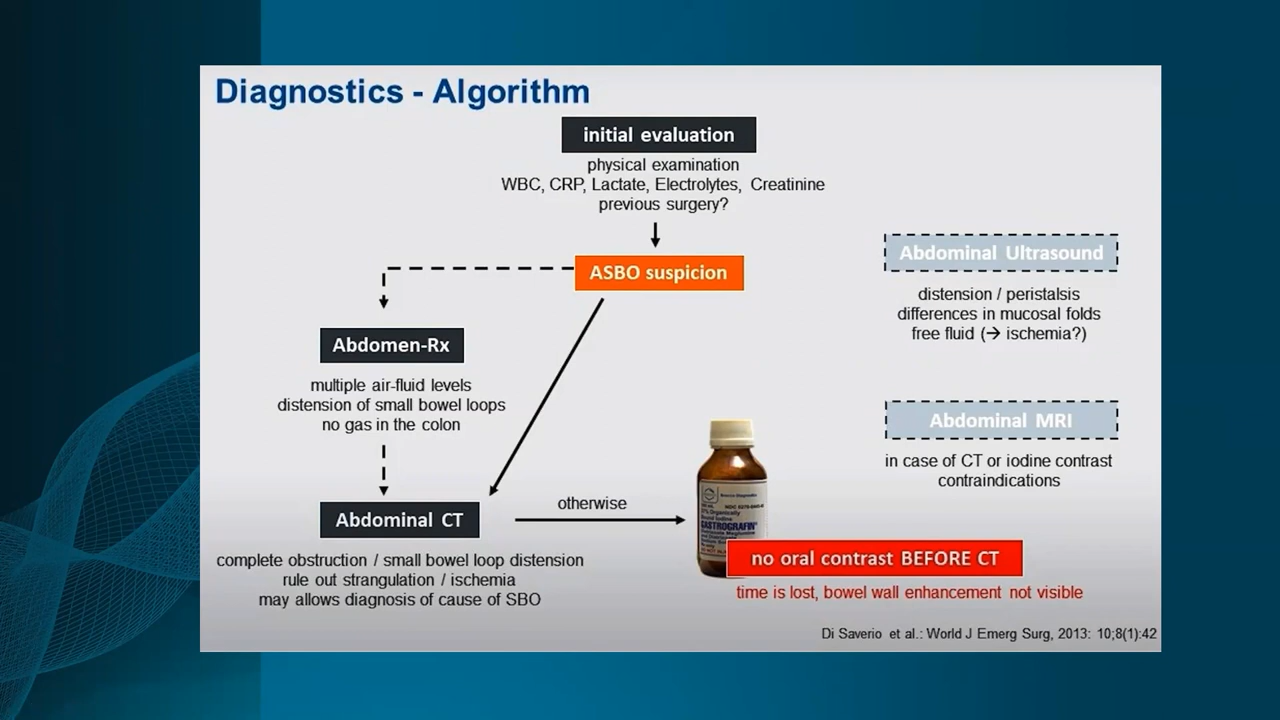 Diagnostics - Algorithm
initial evaluation
physical examination
WBC, CRP, Lactate, Electrolytes, Creatinine
previous surgery?
ASBO suspicion
Abdominal Ultrasound
distension / peristalsis
differences in mucosal folds
free fluid (→ ischemia?)
Abdomen-Rx
multiple air-fluid levels
distension of small bowel loops
no gas in the colon
Abdominal MRI
in case of CT or iodine contrast
contraindications
Abdominal CT
otherwise
GASTROGRAFIN
complete obstruction / small bowel loop distension
rule out strangulation / ischemia
may allows diagnosis of cause of SBO
no oral contrast BEFORE CT
time is lost, bowel wall enhancement not visible
Di Saverio et al.: World J Emerg Surg, 2013: 10;8(1):42